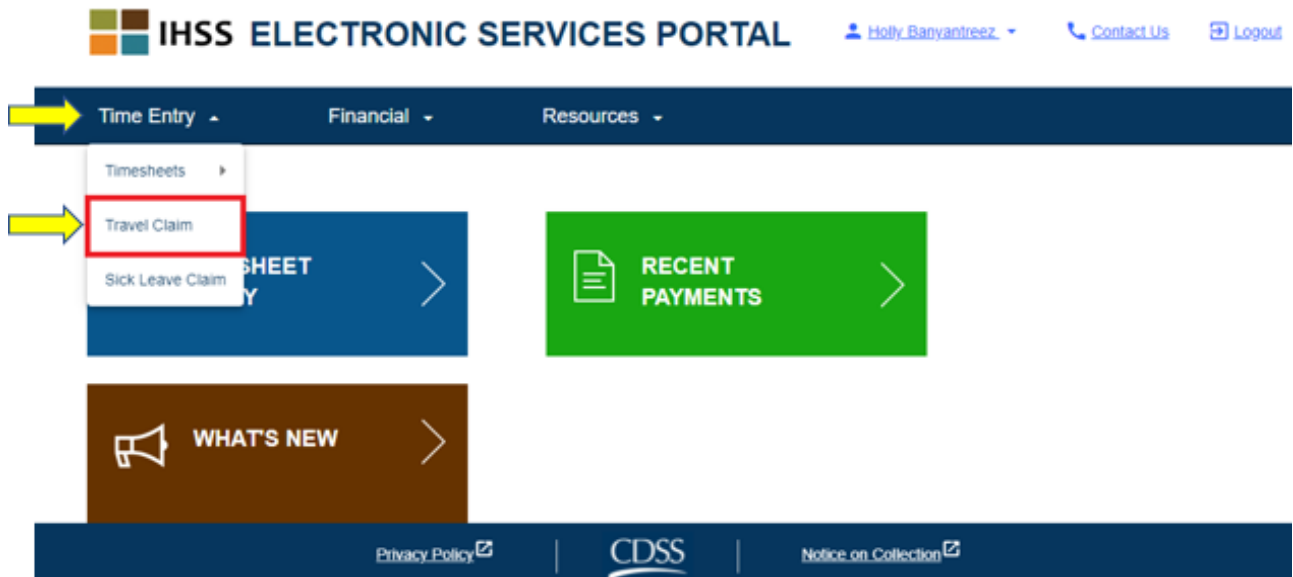 IHSS ELECTRONIC SERVICES PORTAL Holly Banyantreez Contact Us Logout
Time Entry Financial Resources
Timesheets
Travel Claim
Sick Leave Claim
SHEET
Y
RECENT
PAYMENTS
WHAT'S NEW
Privacy Policy CDSS Notice on Collection